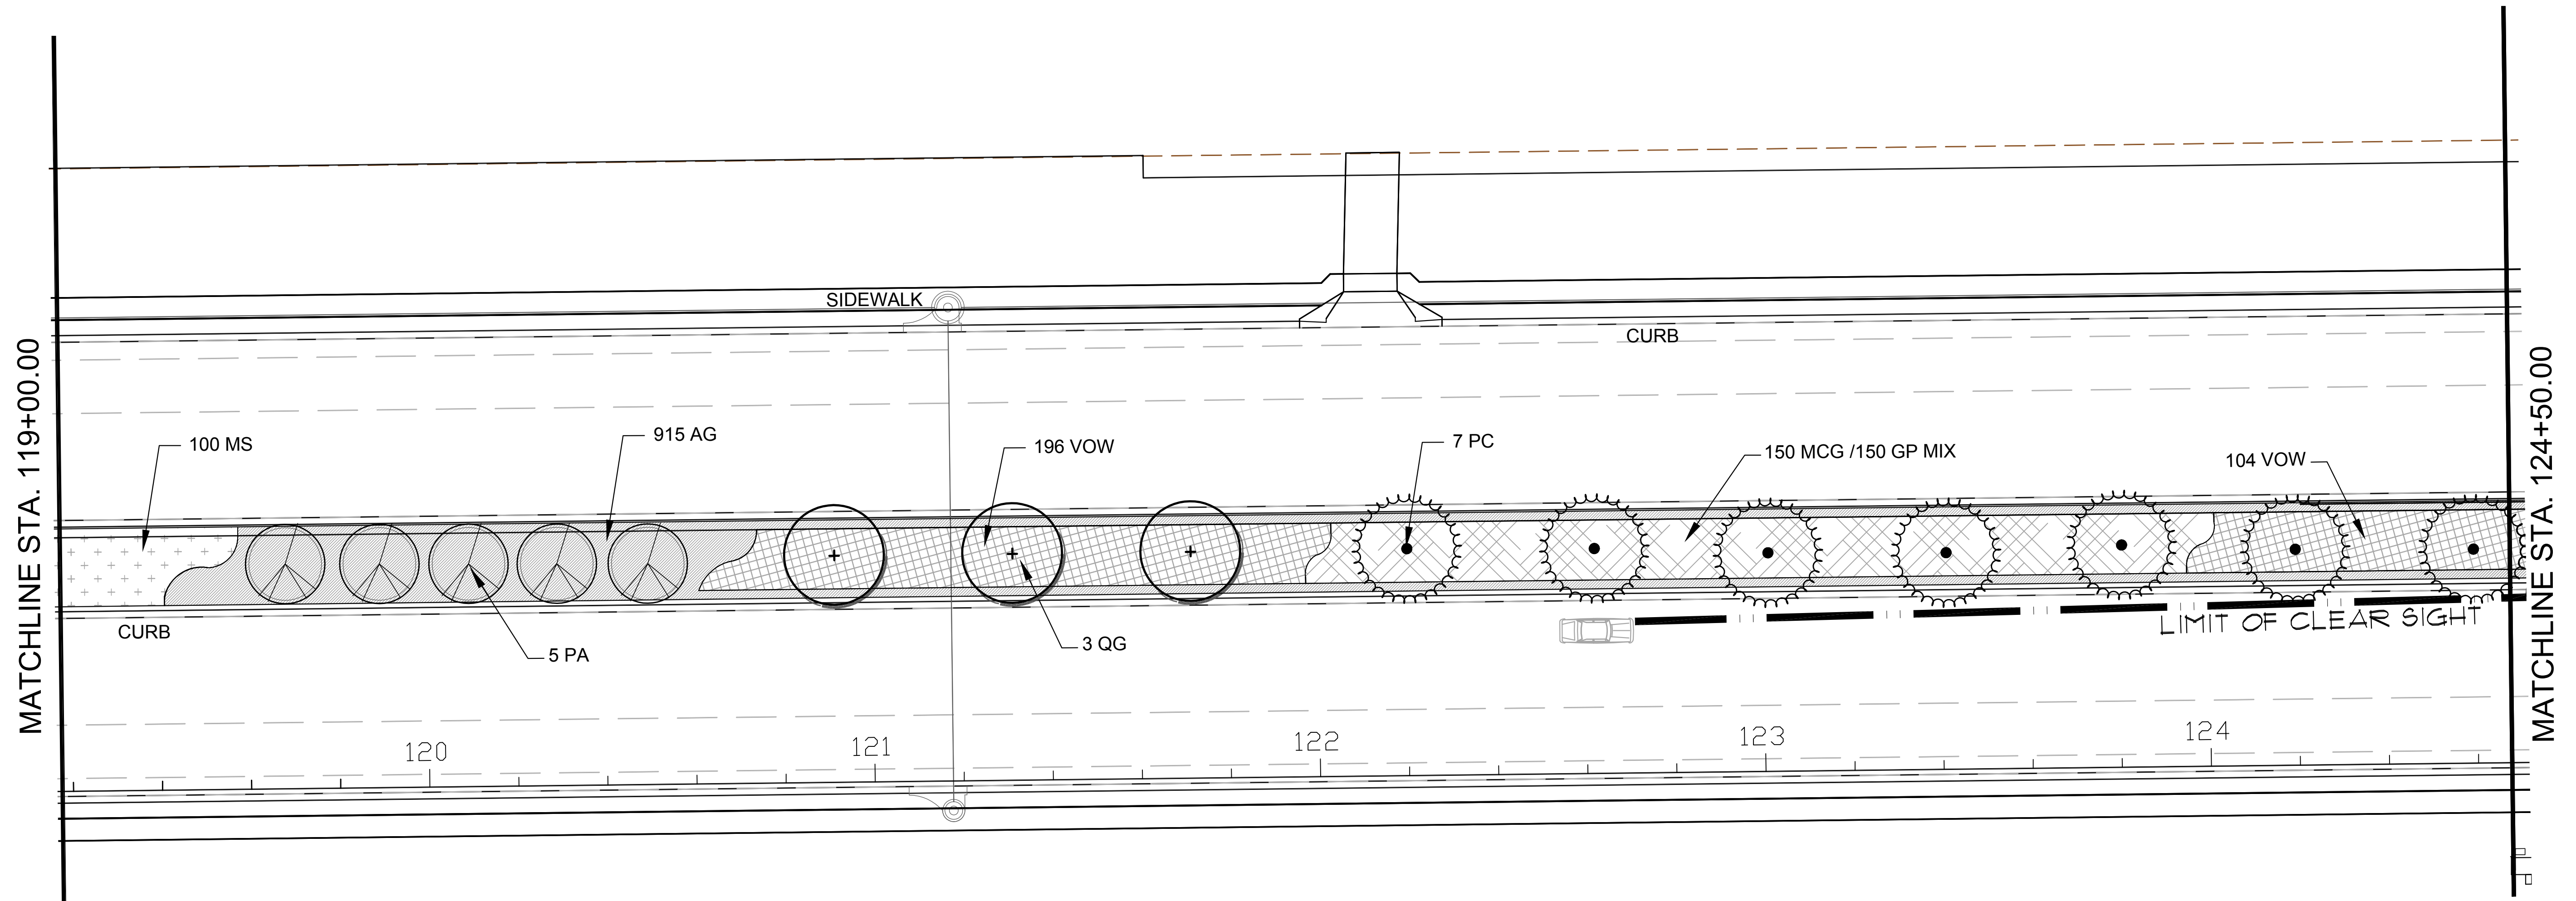 MATCHLINE STA. 119+00.00
SIDEWALK
CURB
MATCHLINE STA. 124+50.00
100 MS
915 AG
196 VOW
7 PC
150 MCG /150 GP MIX
104 VOW
CURB
5 PA
3 QG
LIMIT OF CLEAR SIGHT
120
121
122
123
124